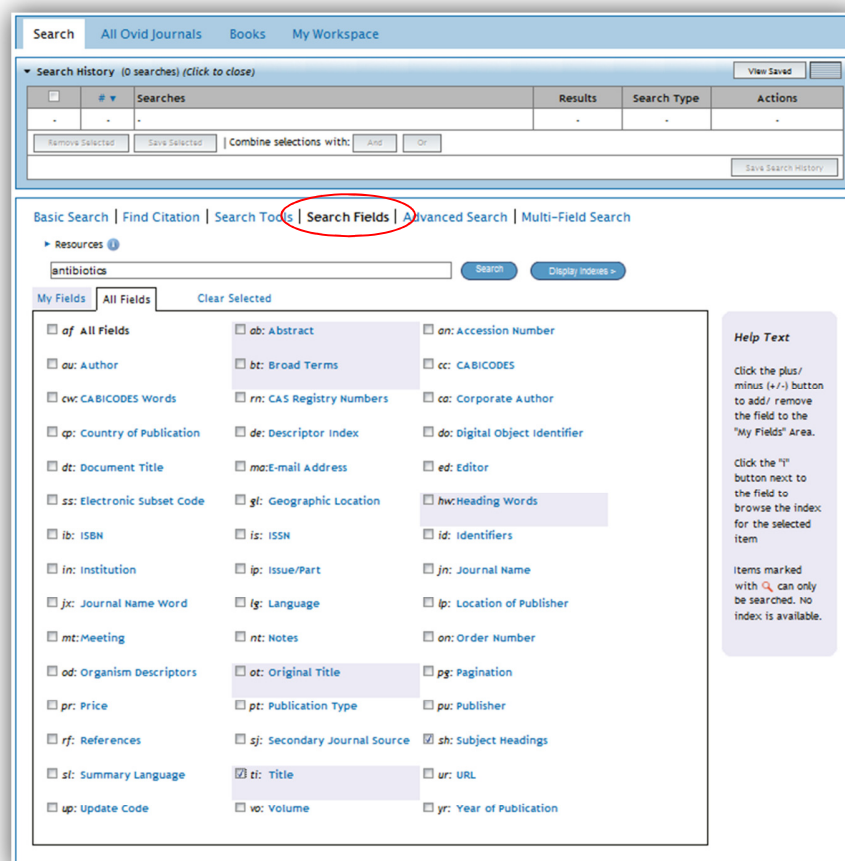 Search All Ovid Journals Books My Workspace
▼ Search History (0 searches) (Click to close) View Saved
# ▼ Searches Results Search Type Actions
- - - - - -
Remove Selected Save Selected | Combine selections with: And Or
Save Search History
Basic Search | Find Citation | Search Tools | Search Fields | Advanced Search | Multi-Field Search
► Resources i
antibiotics Search Display Indexes >
My Fields All Fields Clear Selected
af All Fields ab: Abstract an: Accession Number
au: Author bt: Broad Terms cc: CABICODES
cw: CABICODES Words rn: CAS Registry Numbers ca: Corporate Author
cp: Country of Publication de: Descriptor Index do: Digital Object Identifier
dt: Document Title ma:E-mail Address ed: Editor
ss: Electronic Subset Code gl: Geographic Location hw:Heading Words
ib: ISBN is: ISSN id: Identifiers
in: Institution ip: Issue/Part jn: Journal Name
jx: Journal Name Word lg: Language lp: Location of Publisher
mt:Meeting nt: Notes on: Order Number
od: Organism Descriptors ot: Original Title pg: Pagination
pr: Price pt: Publication Type pu: Publisher
rf: References sj: Secondary Journal Source sh: Subject Headings
sl: Summary Language ti: Title ur: URL
up: Update Code vo: Volume yr: Year of Publication
Help Text
Click the plus/
minus (+/-) button
to add/ remove
the field to the
"My Fields" Area.
Click the "i"
button next to
the field to
browse the index
for the selected
item
Items marked
with can only
be searched. No
index is available.